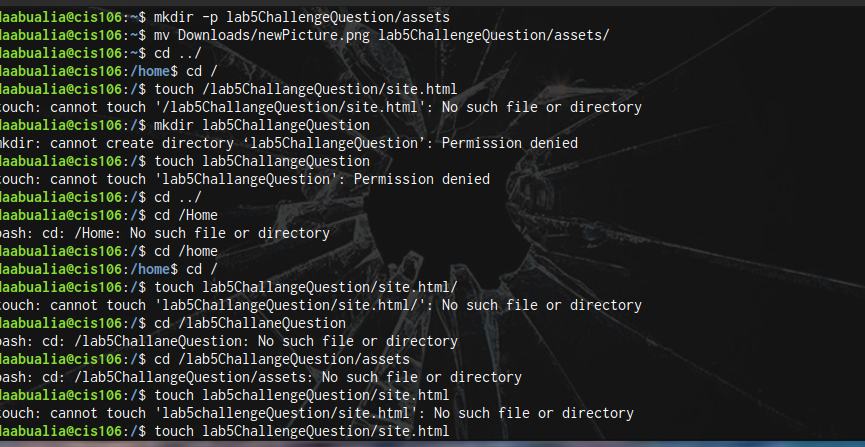 laabualia@cis106:~$ mkdir -p lab5ChallengeQuestion/assets
laabualia@cis106:~$ mv Downloads/newPicture.png lab5ChallengeQuestion/assets/
laabualia@cis106:~$ cd ../
laabualia@cis106:/home$ cd /
laabualia@cis106:/$ touch /lab5ChallangeQuestion/site.html
touch: cannot touch '/lab5ChallangeQuestion/site.html': No such file or directory
laabualia@cis106:/$ mkdir lab5ChallangeQuestion
mkdir: cannot create directory ‘lab5ChallangeQuestion’: Permission denied
laabualia@cis106:/$ touch lab5ChallangeQuestion
touch: cannot touch 'lab5ChallangeQuestion': Permission denied
laabualia@cis106:/$ cd ../
laabualia@cis106:/$ cd /Home
bash: cd: /Home: No such file or directory
laabualia@cis106:/$ cd /home
laabualia@cis106:/home$ cd /
laabualia@cis106:/$ touch lab5ChallangeQuestion/site.html/
touch: cannot touch 'lab5ChallangeQuestion/site.html/': No such file or directory
laabualia@cis106:/$ cd /lab5ChallaneQuestion
bash: cd: /lab5ChallaneQuestion: No such file or directory
laabualia@cis106:/$ cd /lab5ChallangeQuestion/assets
bash: cd: /lab5ChallangeQuestion/assets: No such file or directory
laabualia@cis106:/$ touch lab5challengeQuestion/site.html
touch: cannot touch 'lab5challengeQuestion/site.html': No such file or directory
laabualia@cis106:/$ touch lab5ChallengeQuestion/site.html